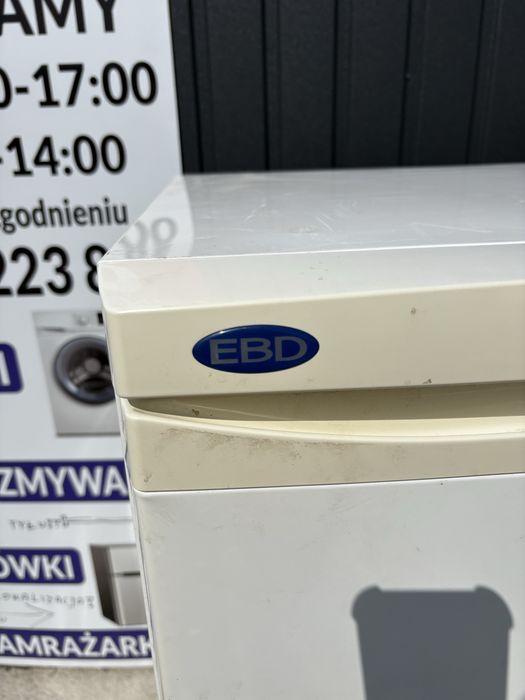 AMY
0-17:00
-14:00
godnieniu
223 8
EBD
ZMYWA
OWKI
AMRAŻARK